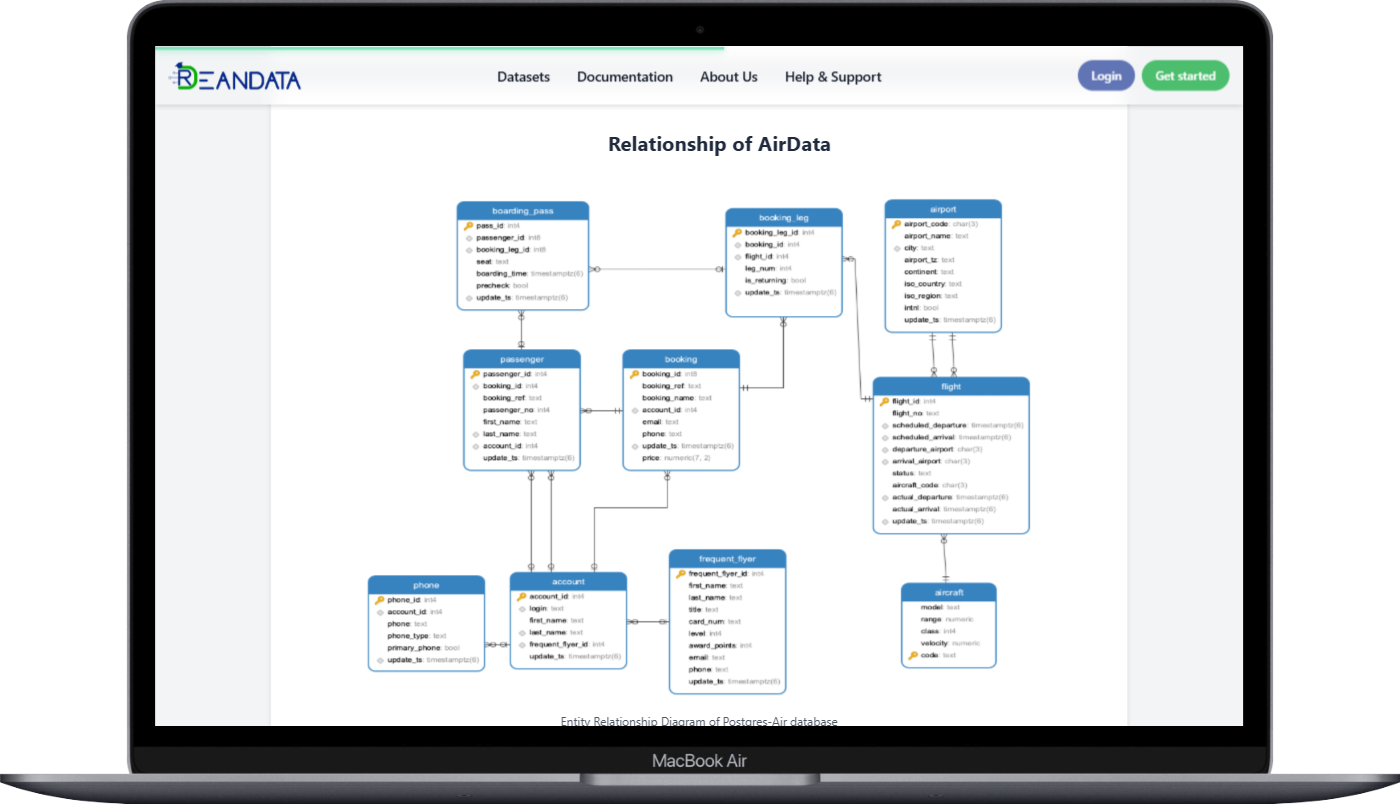 REANDATA
Datasets
Documentation
About Us
Help & Support
Login
Get started
Relationship of AirData
boarding_pass
pass_id: int4
passenger_id: int8
booking_leg_id: int8
seat: text
boarding_time: timestamptz(6)
precheck: bool
update_ts: timestamptz(6)
booking_leg
booking_leg_id: int4
booking_id: int4
flight_id: int4
leg_num: int4
is_returning: bool
update_ts: timestamptz(6)
airport
airport_code: char(3)
airport_name: text
city: text
airport_tz: text
continent: text
iso_country: text
iso_region: text
intnl: bool
update_ts: timestamptz(6)
passenger
passenger_id: int4
booking_id: int4
booking_ref: text
passenger_no: int4
first_name: text
last_name: text
account_id: int4
update_ts: timestamptz(6)
booking
booking_id: int8
booking_ref: text
booking_name: text
account_id: int4
email: text
phone: text
update_ts: timestamptz(6)
price: numeric(7, 2)
flight
flight_id: int4
flight_no: text
scheduled_departure: timestamptz(6)
scheduled_arrival: timestamptz(6)
departure_airport: char(3)
arrival_airport: char(3)
status: text
aircraft_code: char(3)
actual_departure: timestamptz(6)
actual_arrival: timestamptz(6)
update_ts: timestamptz(6)
phone
phone_id: int4
account_id: int4
phone: text
phone_type: text
primary_phone: bool
update_ts: timestamptz(6)
account
account_id: int4
login: text
first_name: text
last_name: text
frequent_flyer_id: int4
update_ts: timestamptz(6)
frequent_flyer
frequent_flyer_id: int4
first_name: text
last_name: text
title: text
card_num: text
level: int4
award_points: int4
email: text
phone: text
update_ts: timestamptz(6)
aircraft
model: text
range: numeric
class: int4
velocity: numeric
code: text
Entity Relationship Diagram of Postgres-Air database
MacBook Air